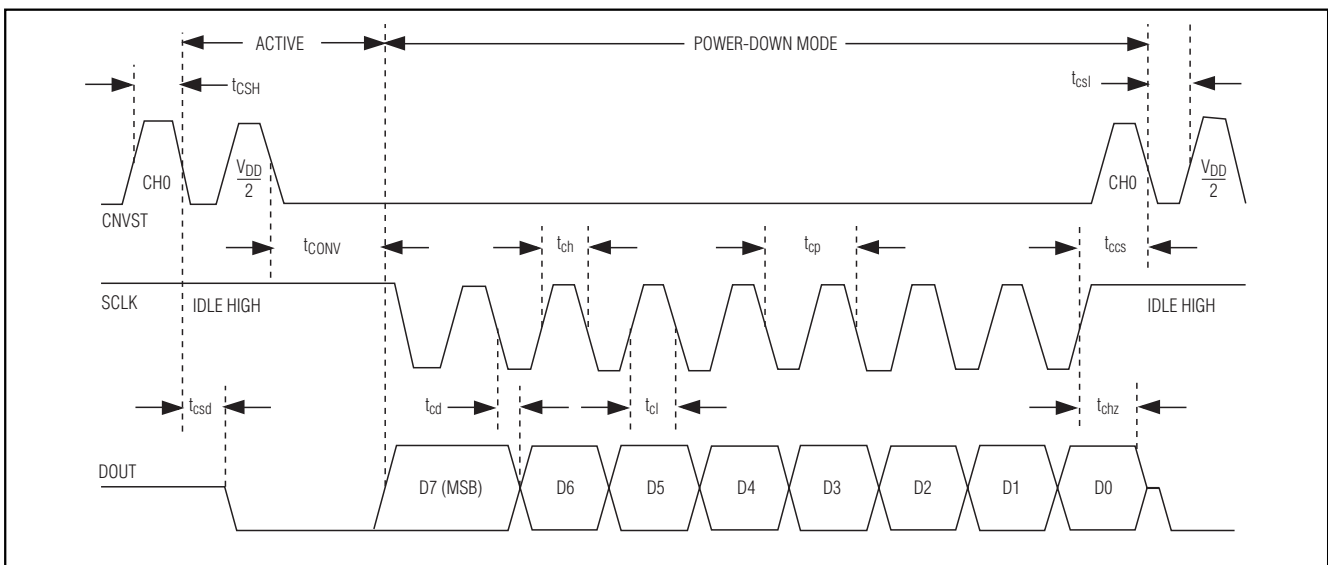 ACTIVE
POWER-DOWN MODE
tCSH
tcsl
CH0
VDD
2
CH0
VDD
2
CNVST
tCONV
tch
tcp
tccs
SCLK
IDLE HIGH
IDLE HIGH
tcsd
tcd
tcl
tchz
DOUT
D7 (MSB)
D6
D5
D4
D3
D2
D1
D0